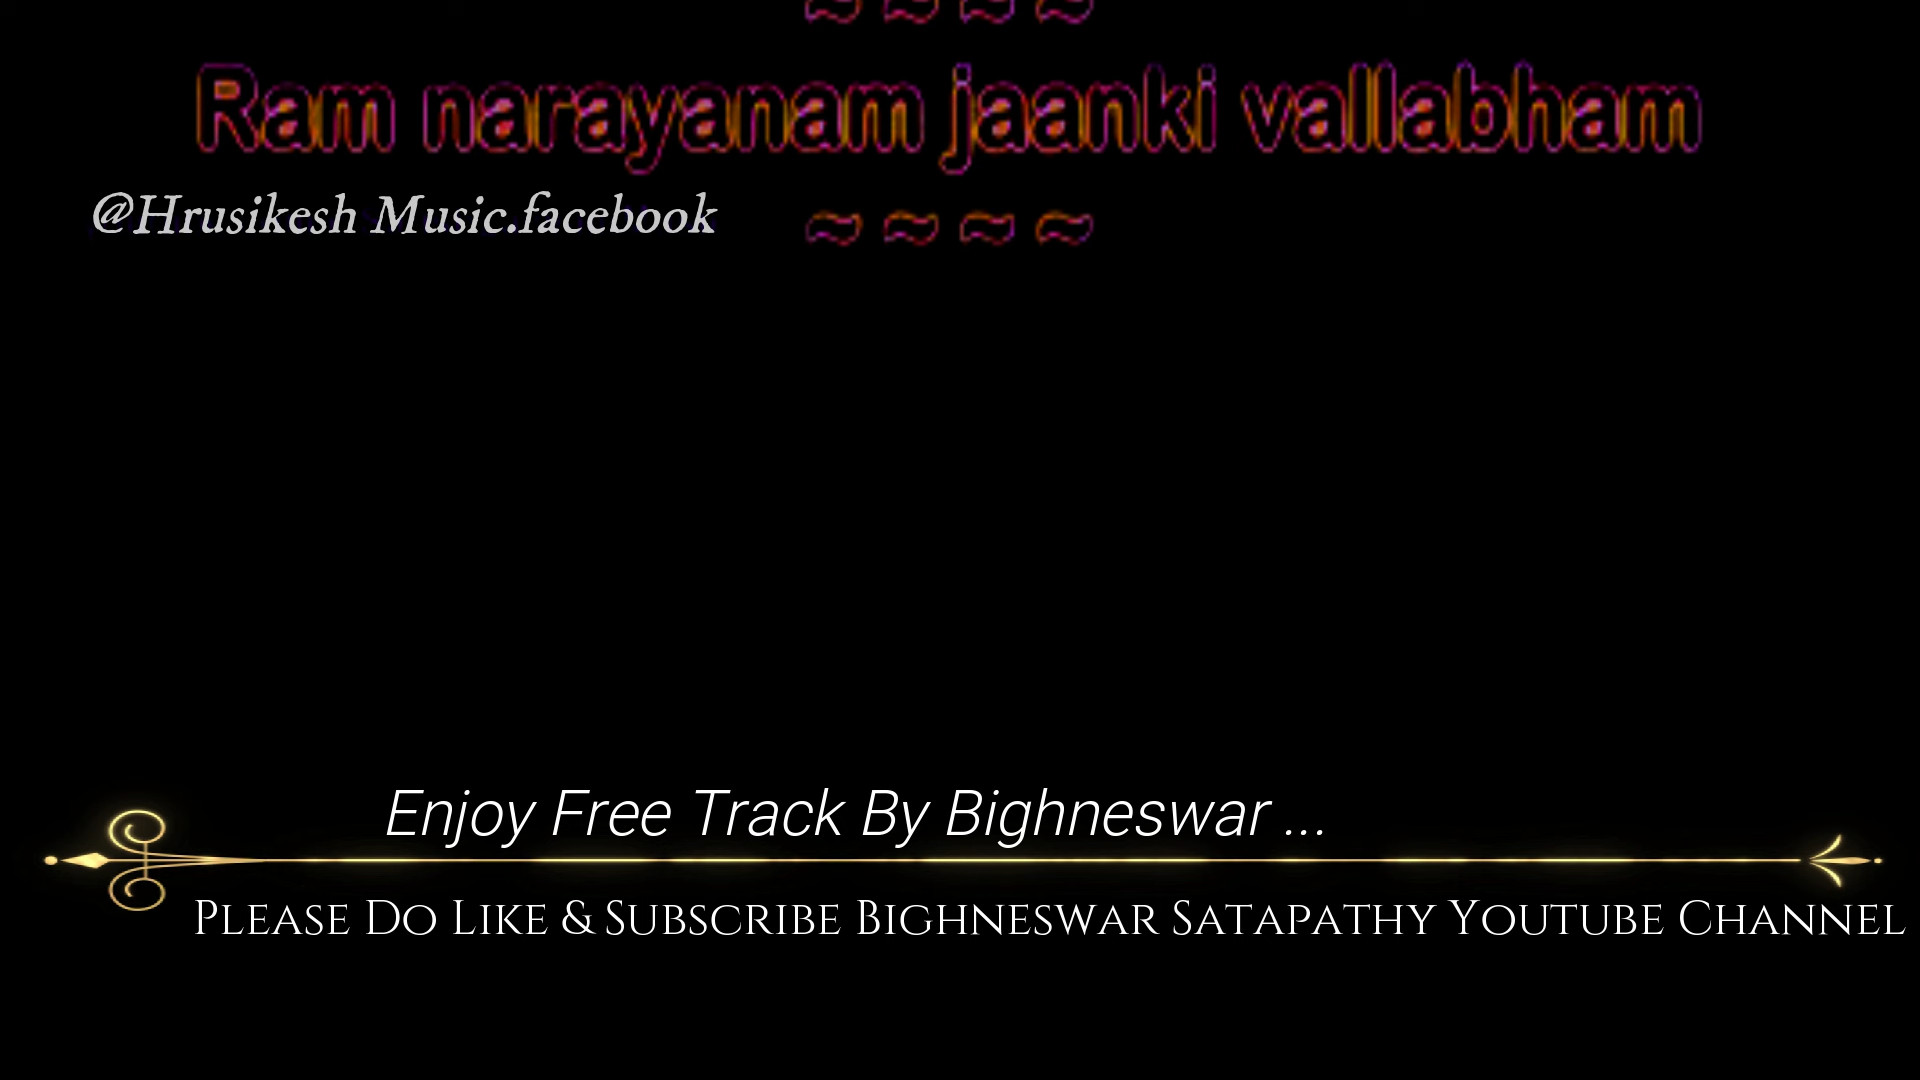 ~ ~ ~ ~
Ram narayanam jaanki vallabham
@Hrusikesh Music.facebook
~ ~ ~ ~
Enjoy Free Track By Bighneswar ...
Please Do Like & Subscribe Bighneswar Satapathy Youtube Channel